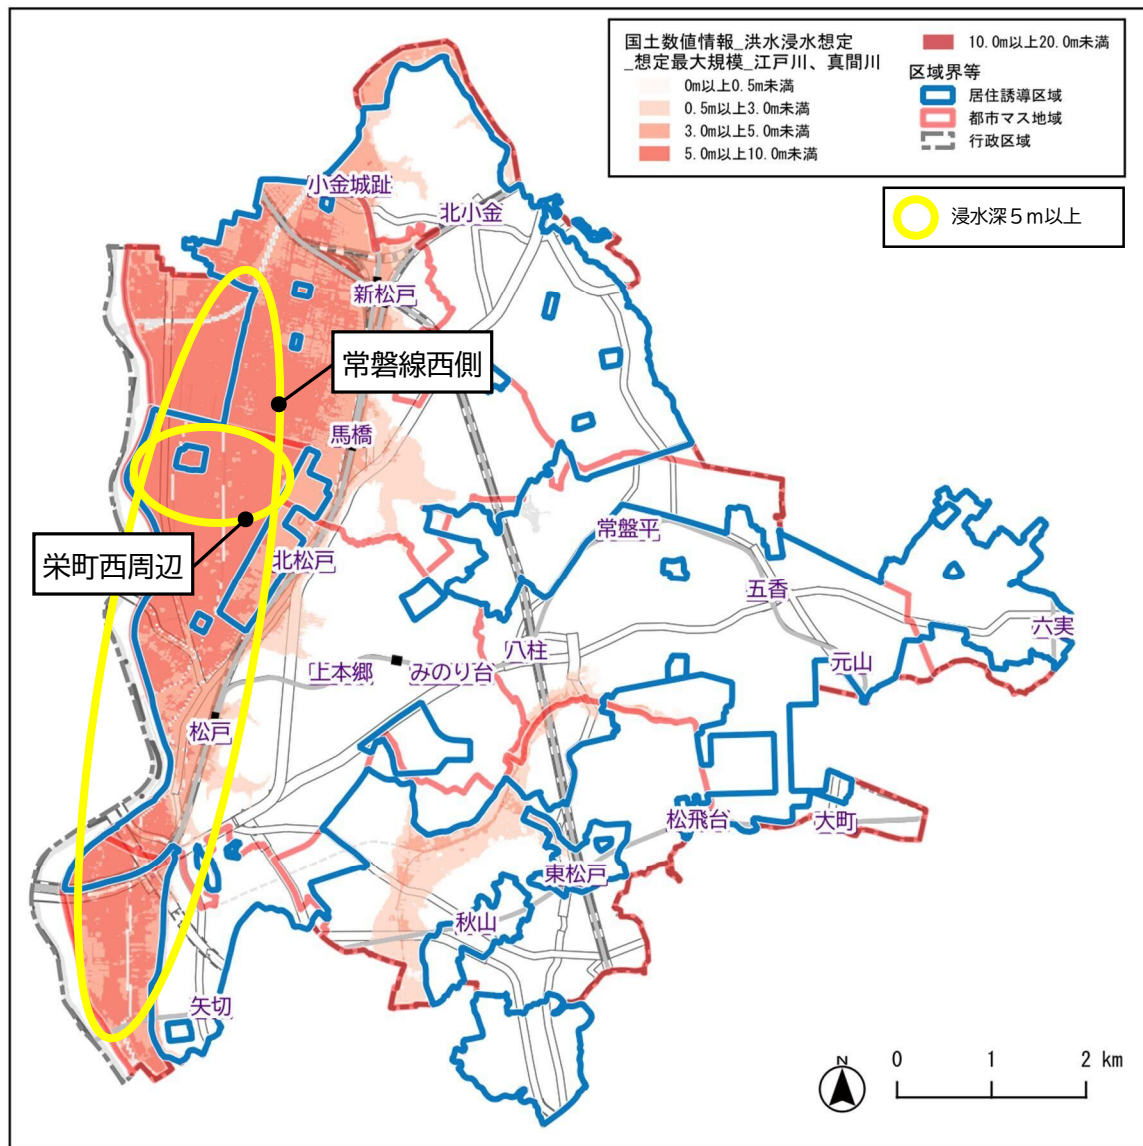 国土数値情報_洪水浸水想定
_想定最大規模_江戸川、真間川
0m以上0.5m未満
0.5m以上3.0m未満
3.0m以上5.0m未満
5.0m以上10.0m未満
10.0m以上20.0m未満
区域界等
居住誘導区域
都市マス地域
行政区域
浸水深５ｍ以上
小金城趾
北小金
新松戸
常磐線西側
馬橋
栄町西周辺
北松戸
常盤平
五香
六実
元山
八柱
みのり台
上本郷
松戸
松飛台
大町
東松戸
秋山
矢切
N
0 1 2 km